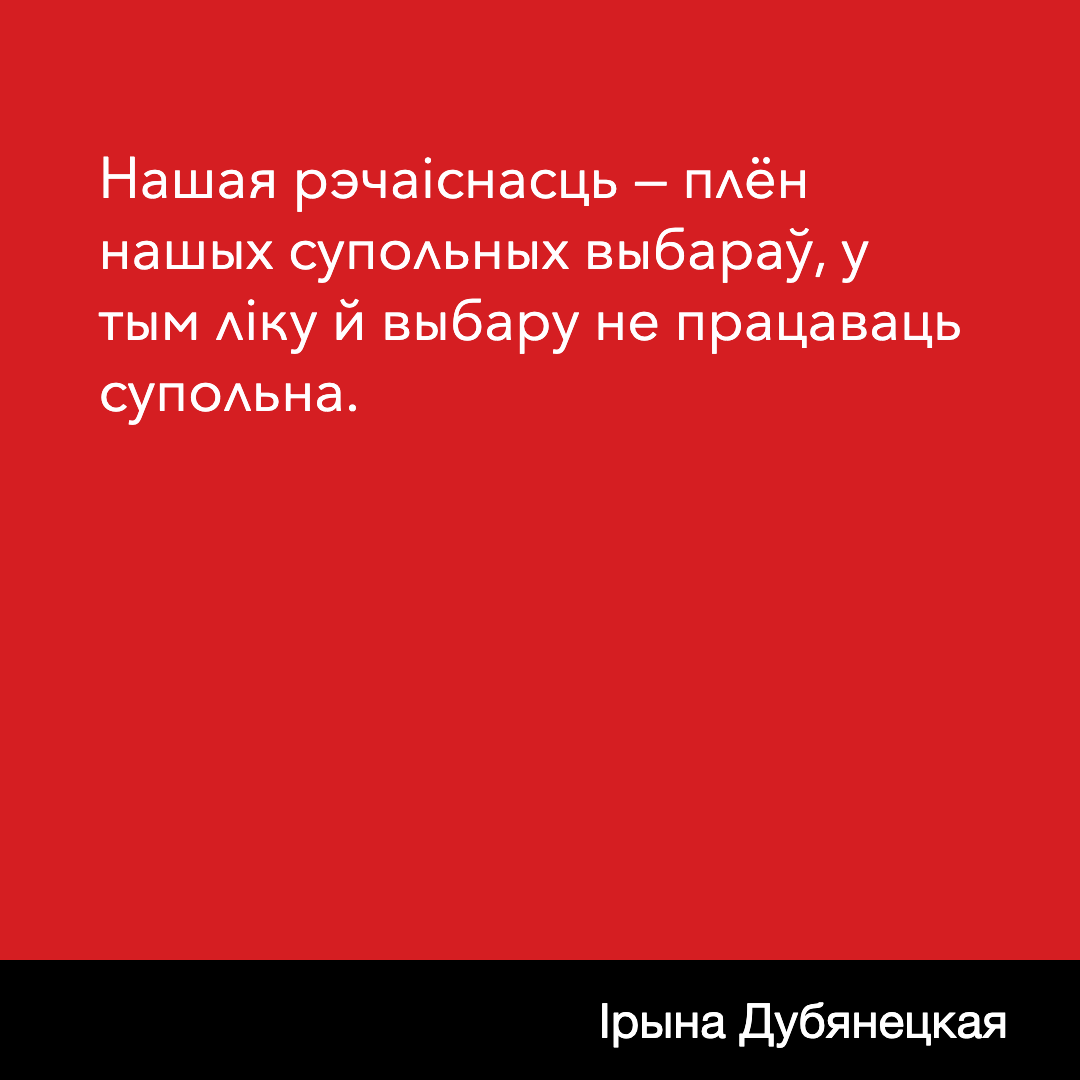 Нашая рэчаіснасць – плён
нашых супольных выбараў, у
тым ліку й выбару не працаваць
супольна.
Ірына Дубянецкая